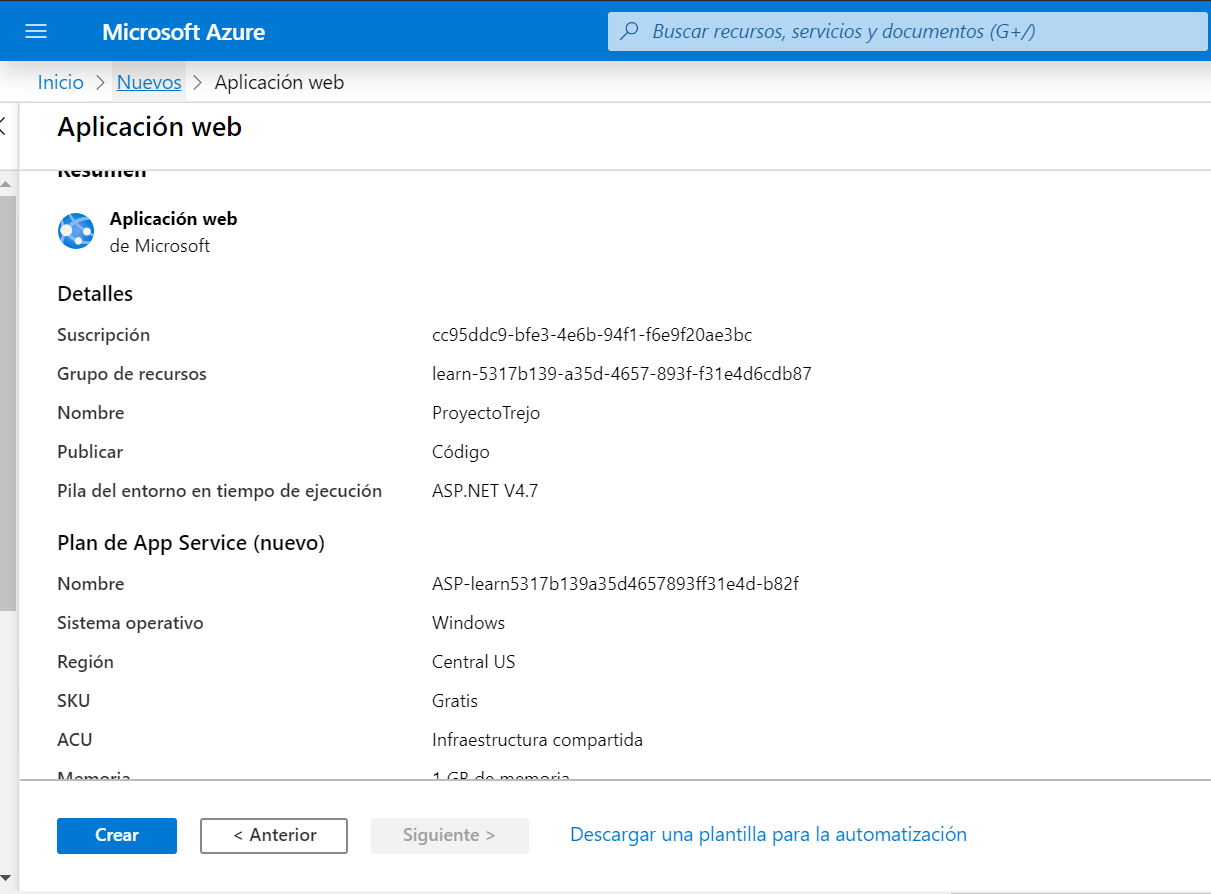 Microsoft Azure
Buscar recursos, servicios y documentos (G+/)
Inicio > Nuevos > Aplicación web
Aplicación web
Resumen
Aplicación web
de Microsoft
Detalles
Suscripción cc95ddc9-bfe3-4e6b-94f1-f6e9f20ae3bc
Grupo de recursos learn-5317b139-a35d-4657-893f-f31e4d6cdb87
Nombre ProyectoTrejo
Publicar Código
Pila del entorno en tiempo de ejecución ASP.NET V4.7
Plan de App Service (nuevo)
Nombre ASP-learn5317b139a35d4657893ff31e4d-b82f
Sistema operativo Windows
Región Central US
SKU Gratis
ACU Infraestructura compartida
Memoria 1 GB de memoria
Crear < Anterior Siguiente > Descargar una plantilla para la automatización